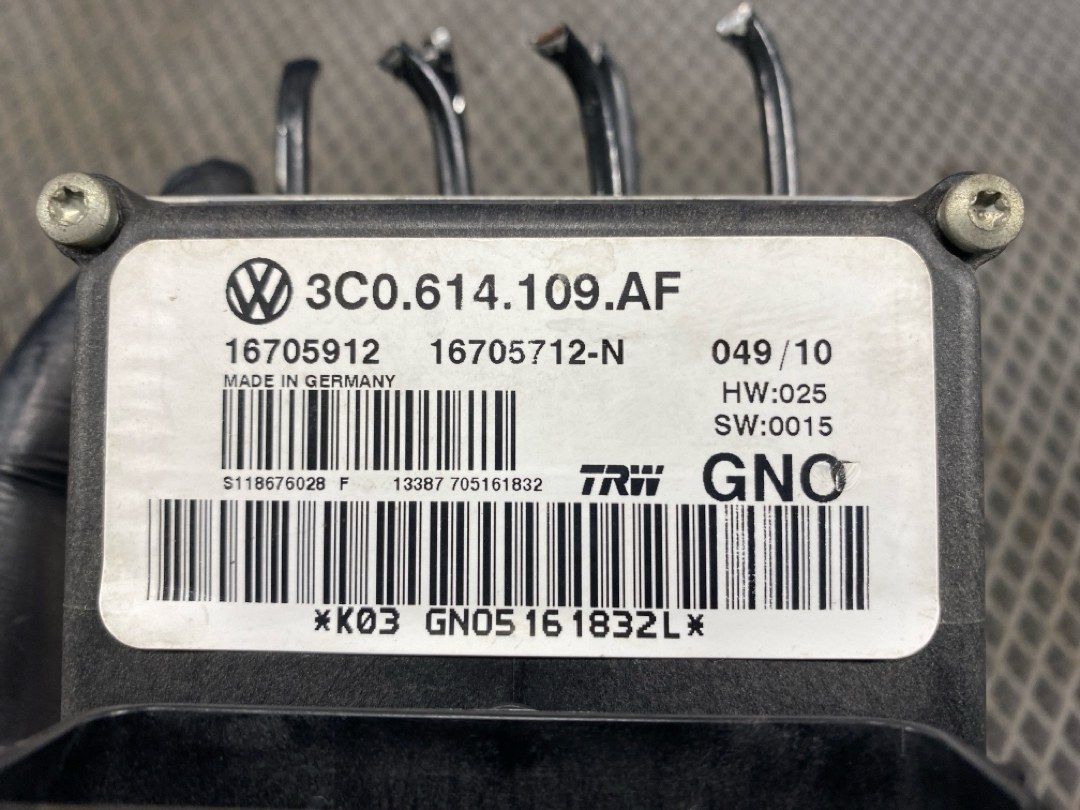 3C0.614.109.AF
16705912 16705712-N 049/10
MADE IN GERMANY
HW:025
SW:0015
S118676028 F 13387 705161832
TRW GNO
*K03 GNO5161832L*